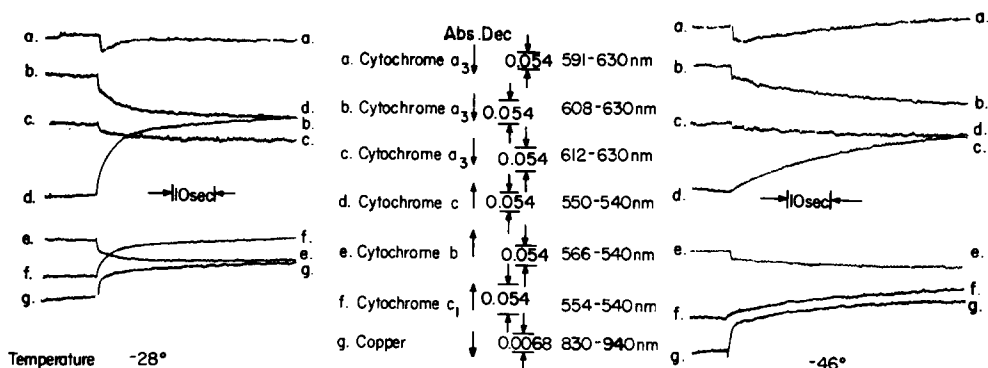 Abs. Dec
a. Cytochrome a3 ↓ 0.054 591-630nm
b. Cytochrome a3 ↓ 0.054 608-630nm
c. Cytochrome a3 ↓ 0.054 612-630nm
d. Cytochrome c ↑ 0.054 550-540nm
e. Cytochrome b ↑ 0.054 566-540nm
f. Cytochrome c1 ↑ 0.054 554-540nm
g. Copper ↓ 0.0068 830-940nm
a. a.
b. d.
b.
c. c.
d.
10sec
e. f.
e.
f. g.
g.
Temperature -28°
a. a.
b. b.
c. d.
c.
d.
10sec
e. e.
f. f.
g.
g.
-46°